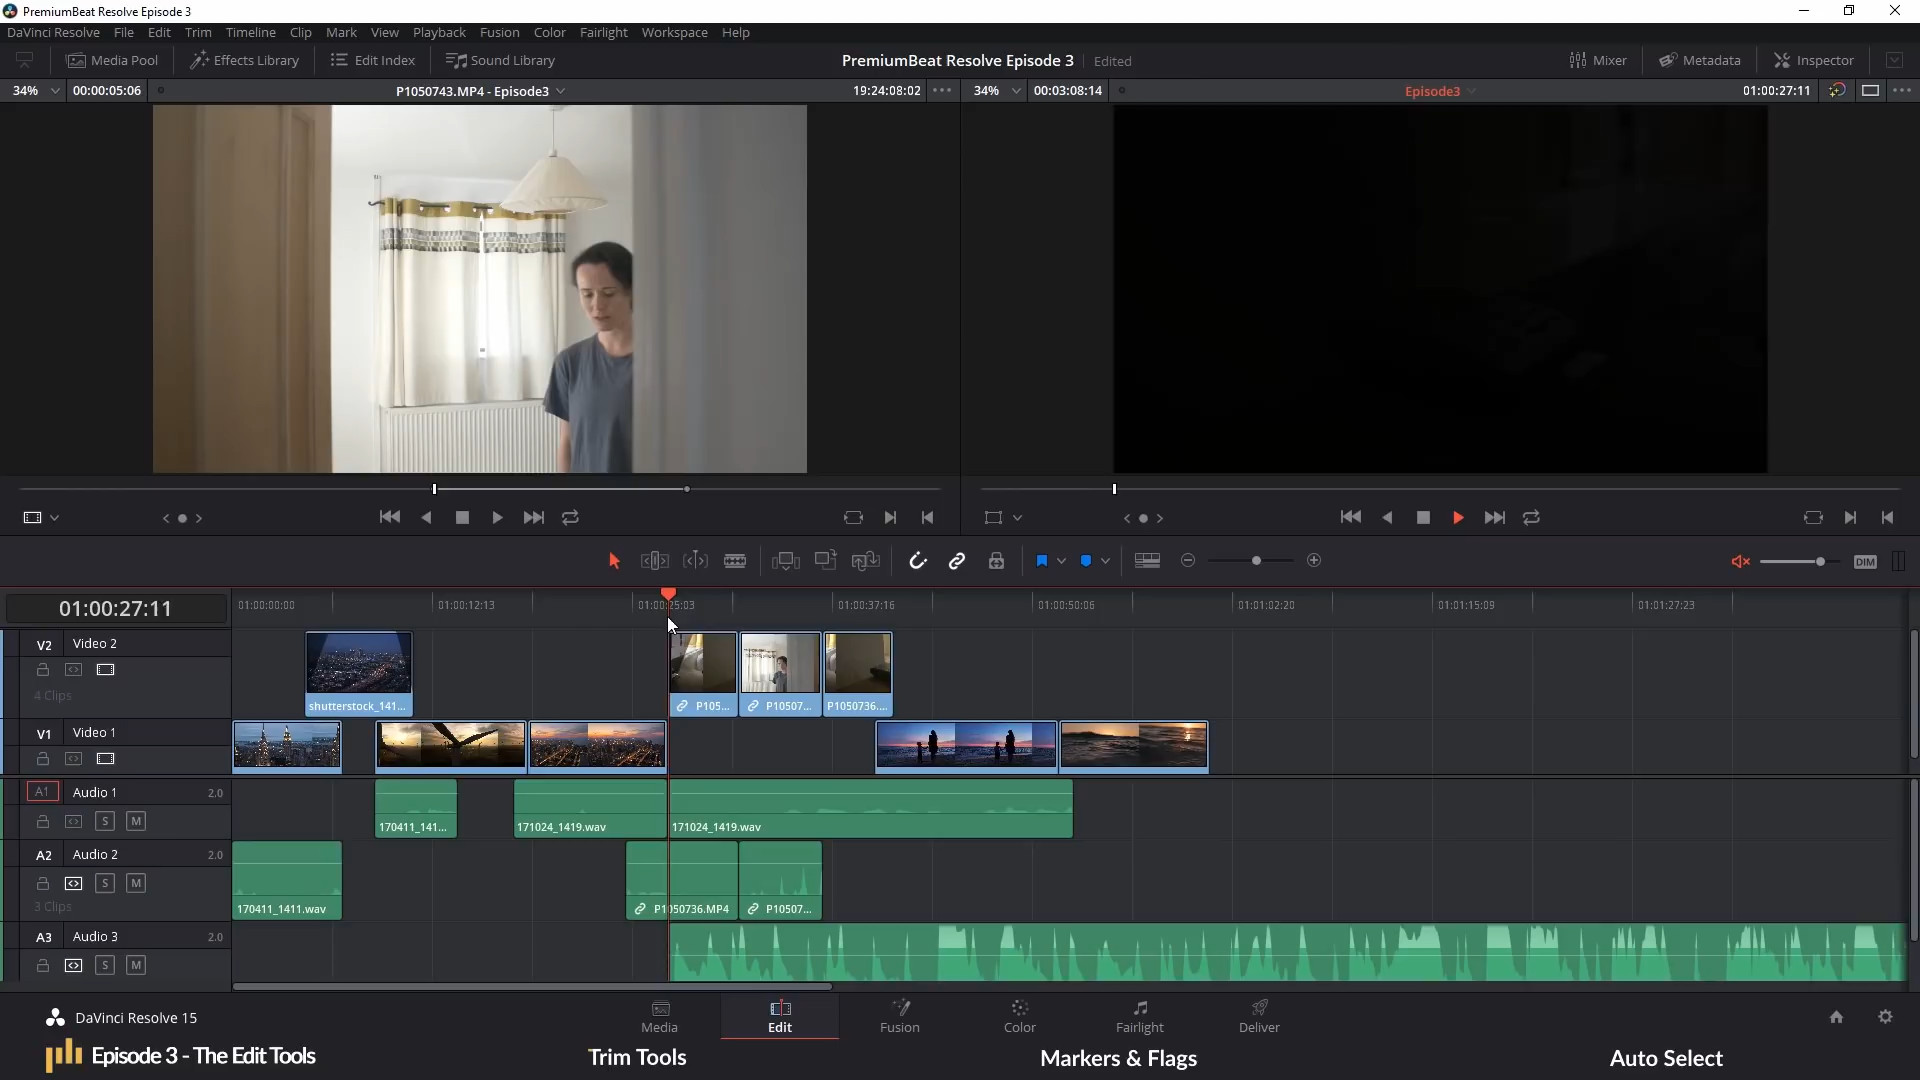 PremiumBeat Resolve Episode 3
DaVinci Resolve File Edit Trim Timeline Clip Mark View Playback Fusion Color Fairlight Workspace Help
Media Pool Effects Library Edit Index Sound Library PremiumBeat Resolve Episode 3 Edited Mixer Metadata Inspector
34% 00:00:05:06 P1050743.MP4 - Episode3 19:24:08:02 34% 00:03:08:14 Episode3 01:00:27:11
DIM
01:00:27:11 01:00:00:00 01:00:12:13 01:00:25:03 01:00:37:16 01:00:50:06 01:01:02:20 01:01:15:09 01:01:27:23
V2 Video 2
4 Clips
shutterstock_141... P105... P10507... P1050736....
V1 Video 1
A1 Audio 1 2.0
S M
170411_141... 171024_1419.wav 171024_1419.wav
A2 Audio 2 2.0
S M
3 Clips
170411_1411.wav P1050736.MP4 P10507...
A3 Audio 3 2.0
S M
DaVinci Resolve 15 Media Edit Fusion Color Fairlight Deliver
Episode 3 - The Edit Tools Trim Tools Markers & Flags Auto Select